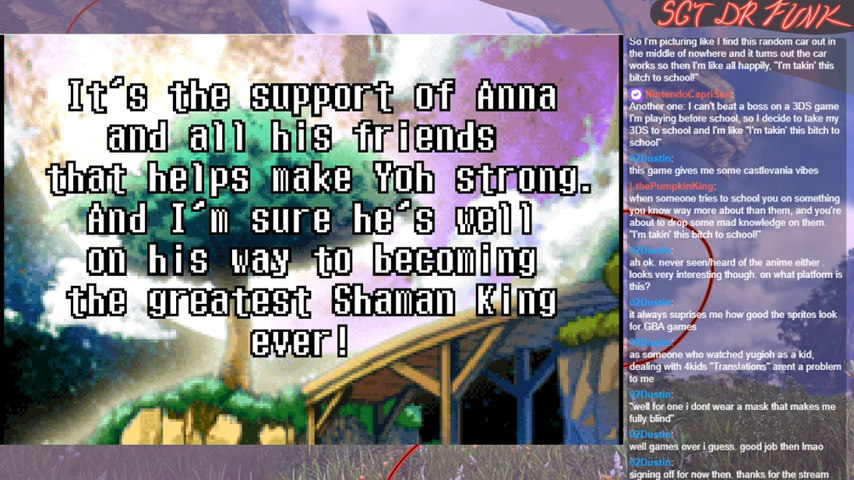 SGT DR FUNK
It's the support of Anna
and all his friends
that helps make Yoh strong.
And I'm sure he's well
on his way to becoming
the greatest Shaman King
ever!
So I'm picturing like I find this random car out in
the middle of nowhere and it turns out the car
works so then I'm like all happily, "I'm takin' this
bitch to school!"
NintendoCapriSun:
Another one: I can't beat a boss on a 3DS game
I'm playing before school, so I decide to take my
3DS to school and I'm like "I'm takin' this bitch to
school"
02Dustin:
this game gives me some castlevania vibes
I.thePumpkinKing:
when someone tries to school you on something
you know way more about than them, and you're
about to drop some mad knowledge on them.
"I'm takin' this bitch to school!"
02Dustin:
ah ok. never seen/heard of the anime either .
looks very interesting though. on what platform is
this?
02Dustin:
it always suprises me how good the sprites look
for GBA games
02Dustin:
as someone who watched yugioh as a kid,
dealing with 4kids "Translations" arent a problem
to me
02Dustin:
"well for one i dont wear a mask that makes me
fully blind"
02Dustin:
well games over i guess. good job then lmao
02Dustin:
signing off for now then. thanks for the stream